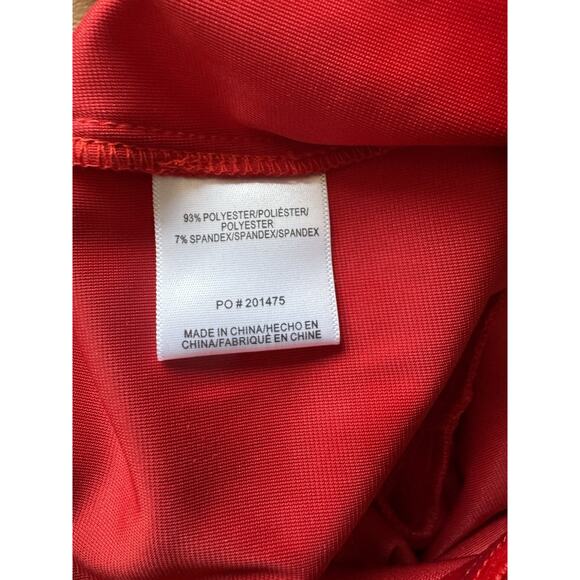 93% POLYESTER/POLIÉSTER/
POLYESTER
7% SPANDEX/SPANDEX/SPANDEX
PO # 201475
MADE IN CHINA/HECHO EN
CHINA/FABRIQUÉ EN CHINE